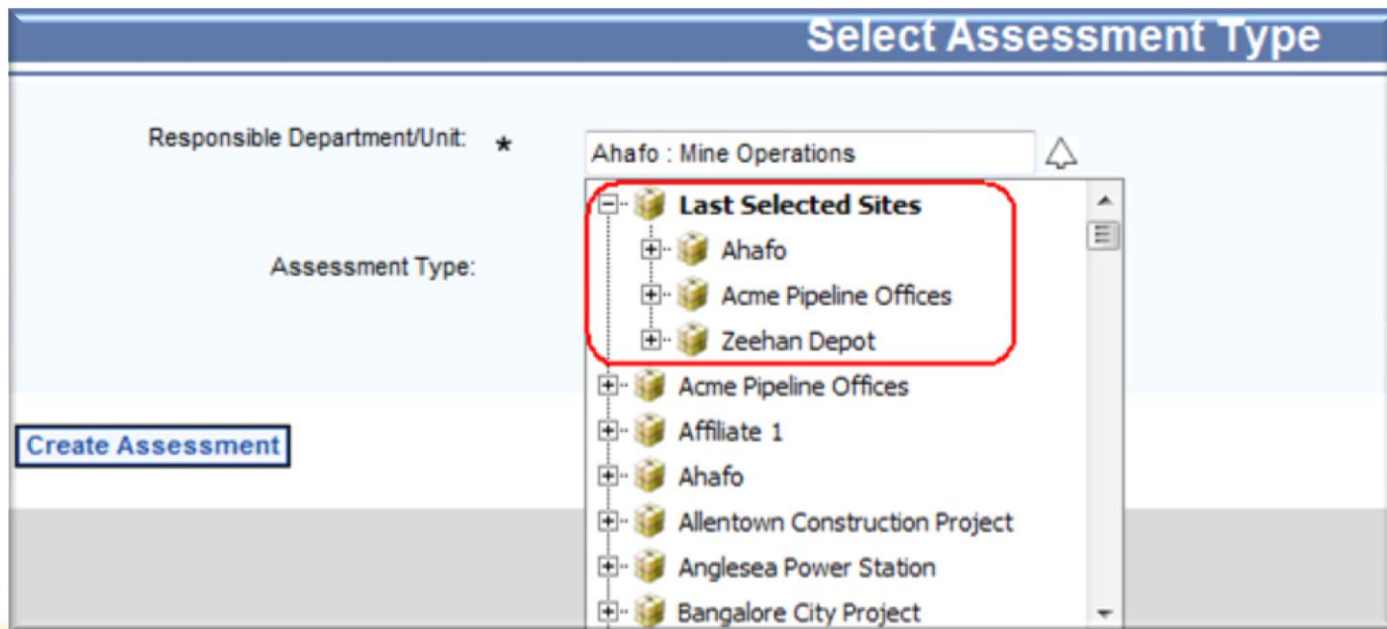 Select Assessment Type
Responsible Department/Unit: *
Ahafo : Mine Operations
Last Selected Sites
Ahafo
Assessment Type:
Acme Pipeline Offices
Zeehan Depot
Acme Pipeline Offices
Affiliate 1
Create Assessment
Ahafo
Allentown Construction Project
Anglesea Power Station
Bangalore City Project